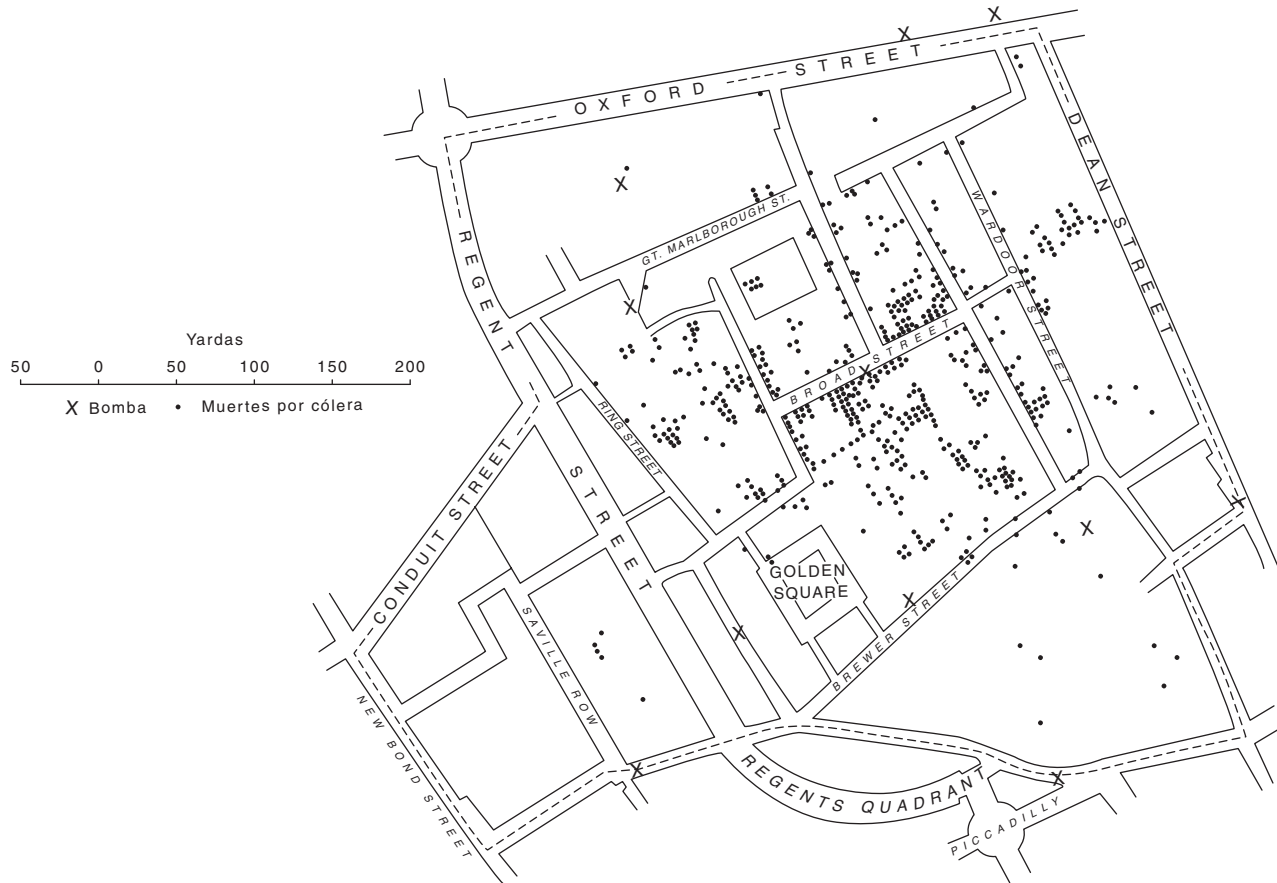 OXFORD STREET
DEAN STREET
REGENT STREET
GT. MARLBOROUGH ST.
WARDOOR STREET
BROAD STREET
RING STREET
Yardas
50 0 50 100 150 200
X Bomba • Muertes por cólera
CONDUIT STREET
GOLDEN
SQUARE
BREWER STREET
SAVILLE ROW
NEW BOND STREET
REGENTS QUADRANT
PICCADILLY